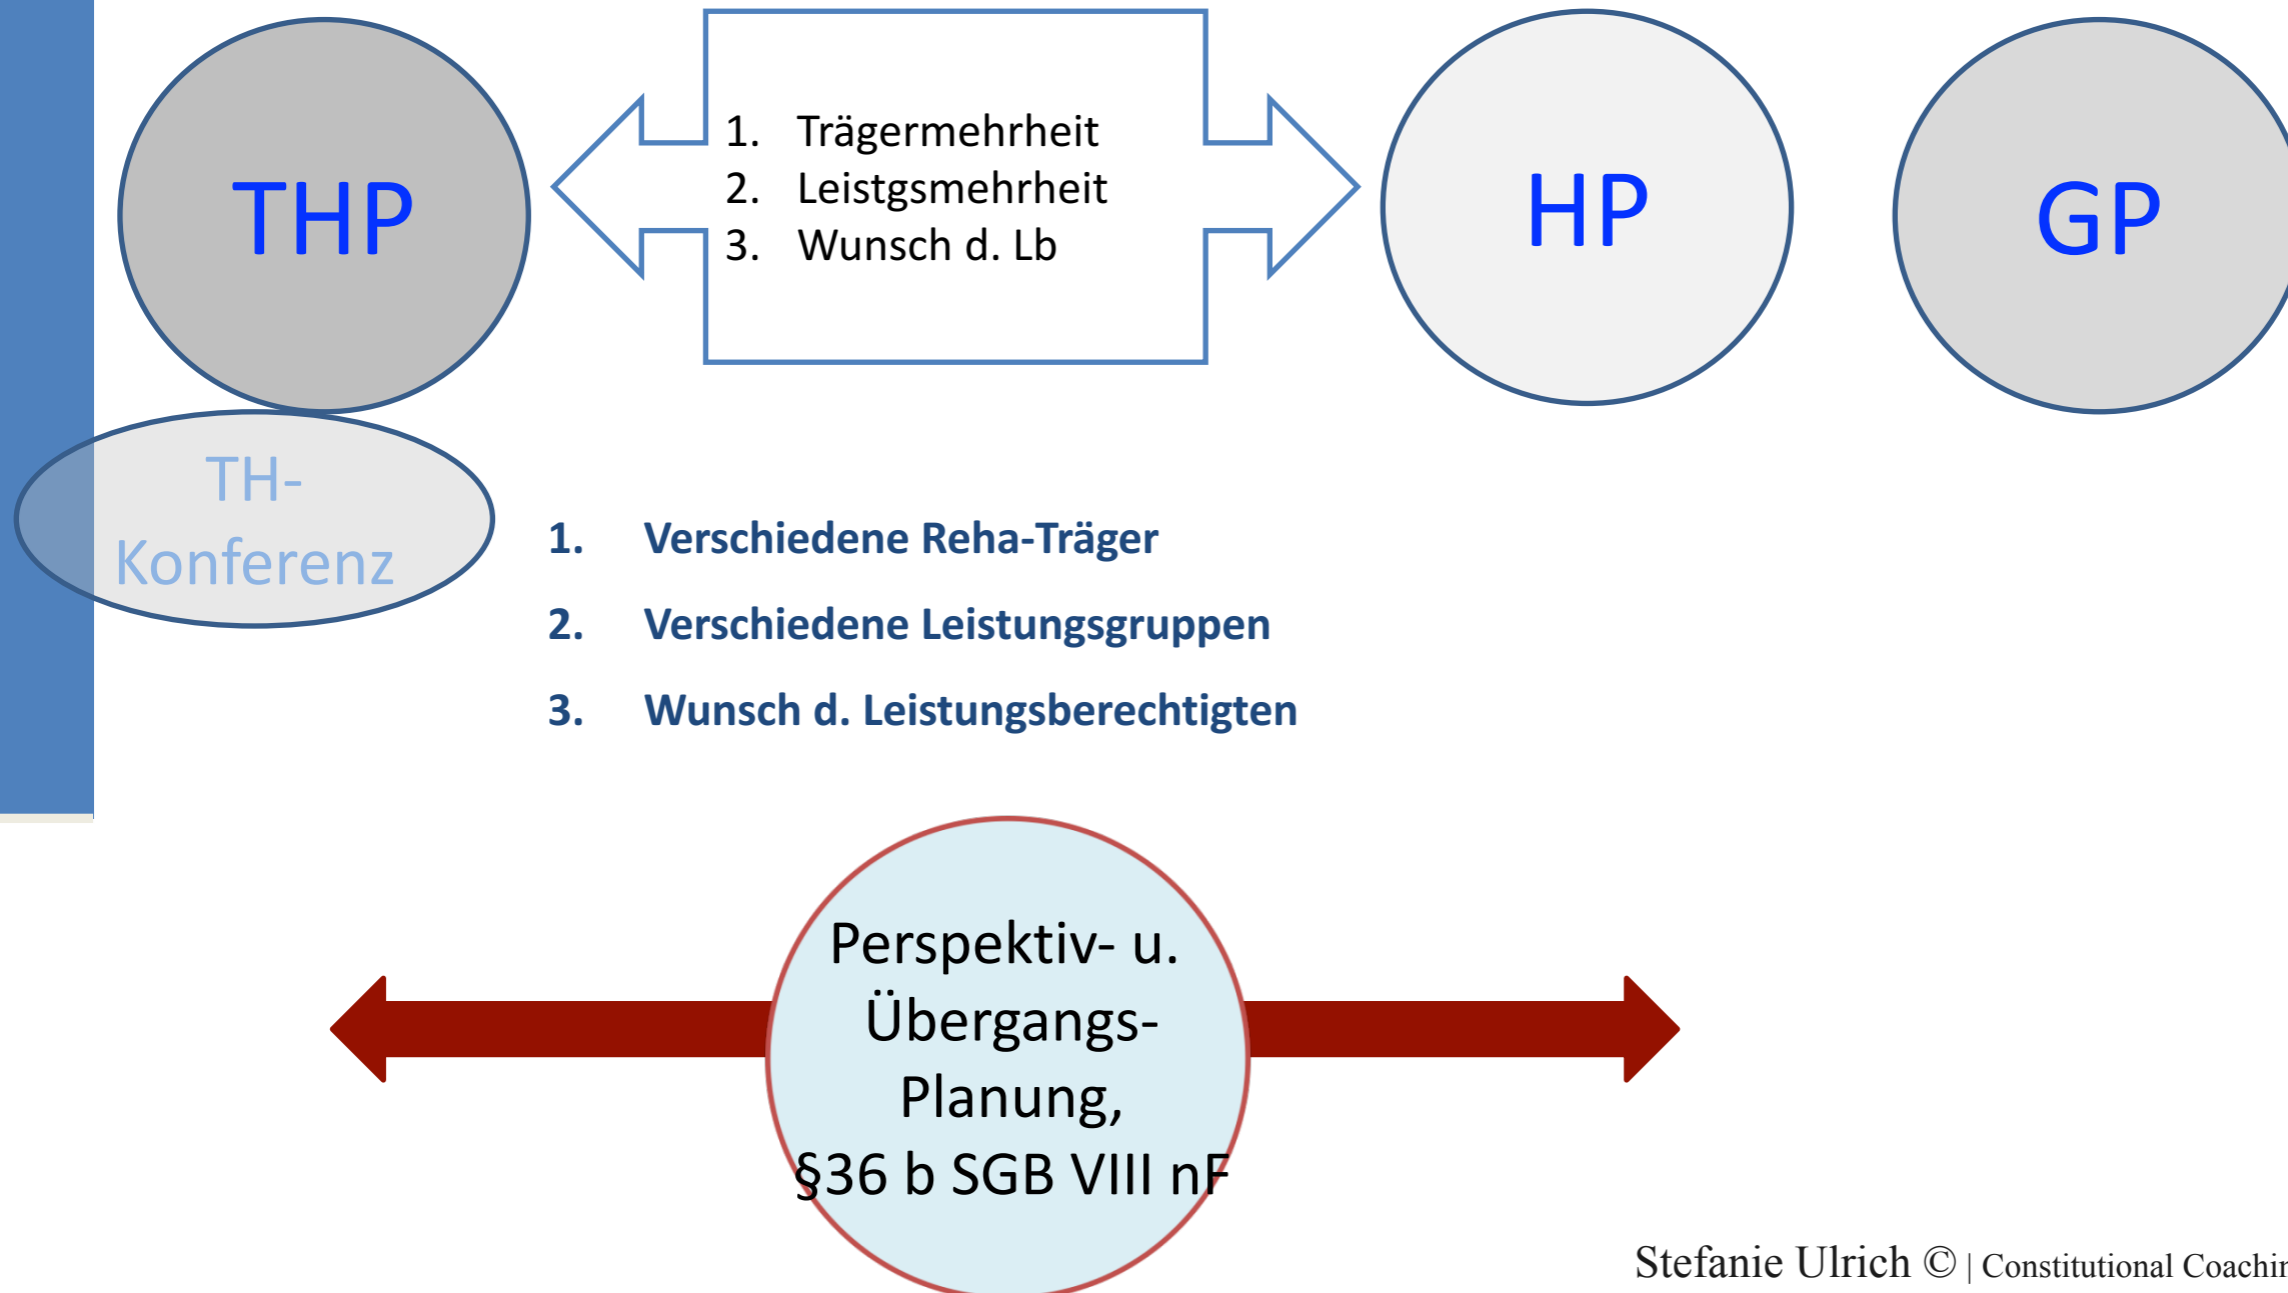 THP
1. Trägermehrheit
2. Leistgsmehrheit
3. Wunsch d. Lb
HP
GP
TH-
Konferenz
1. Verschiedene Reha-Träger
2. Verschiedene Leistungsgruppen
3. Wunsch d. Leistungsberechtigten
Perspektiv- u.
Übergangs-
Planung,
§36 b SGB VIII nF
Stefanie Ulrich © | Constitutional Coachin